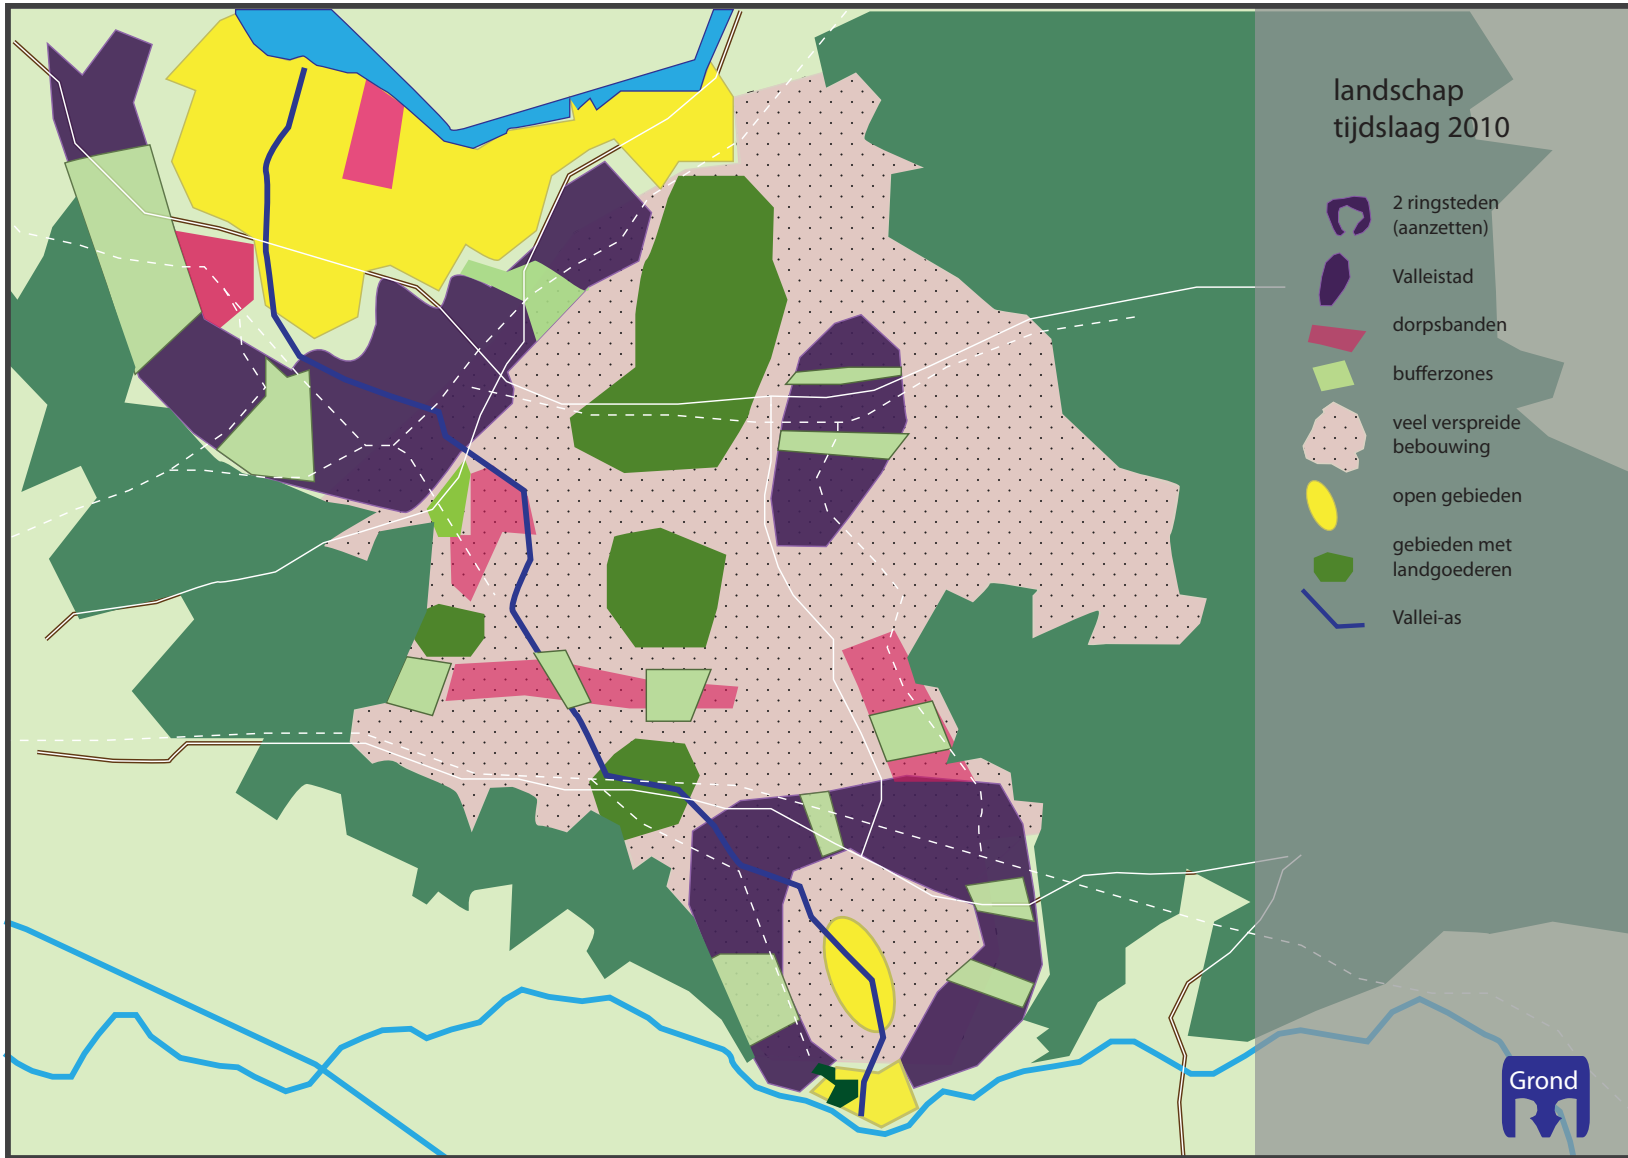 landschap
tijdslaag 2010
2 ringsteden
(aanzetten)
Valleistad
dorpsbanden
bufferzones
veel verspreide
bebouwing
open gebieden
gebieden met
landgoederen
Vallei-as
Grond